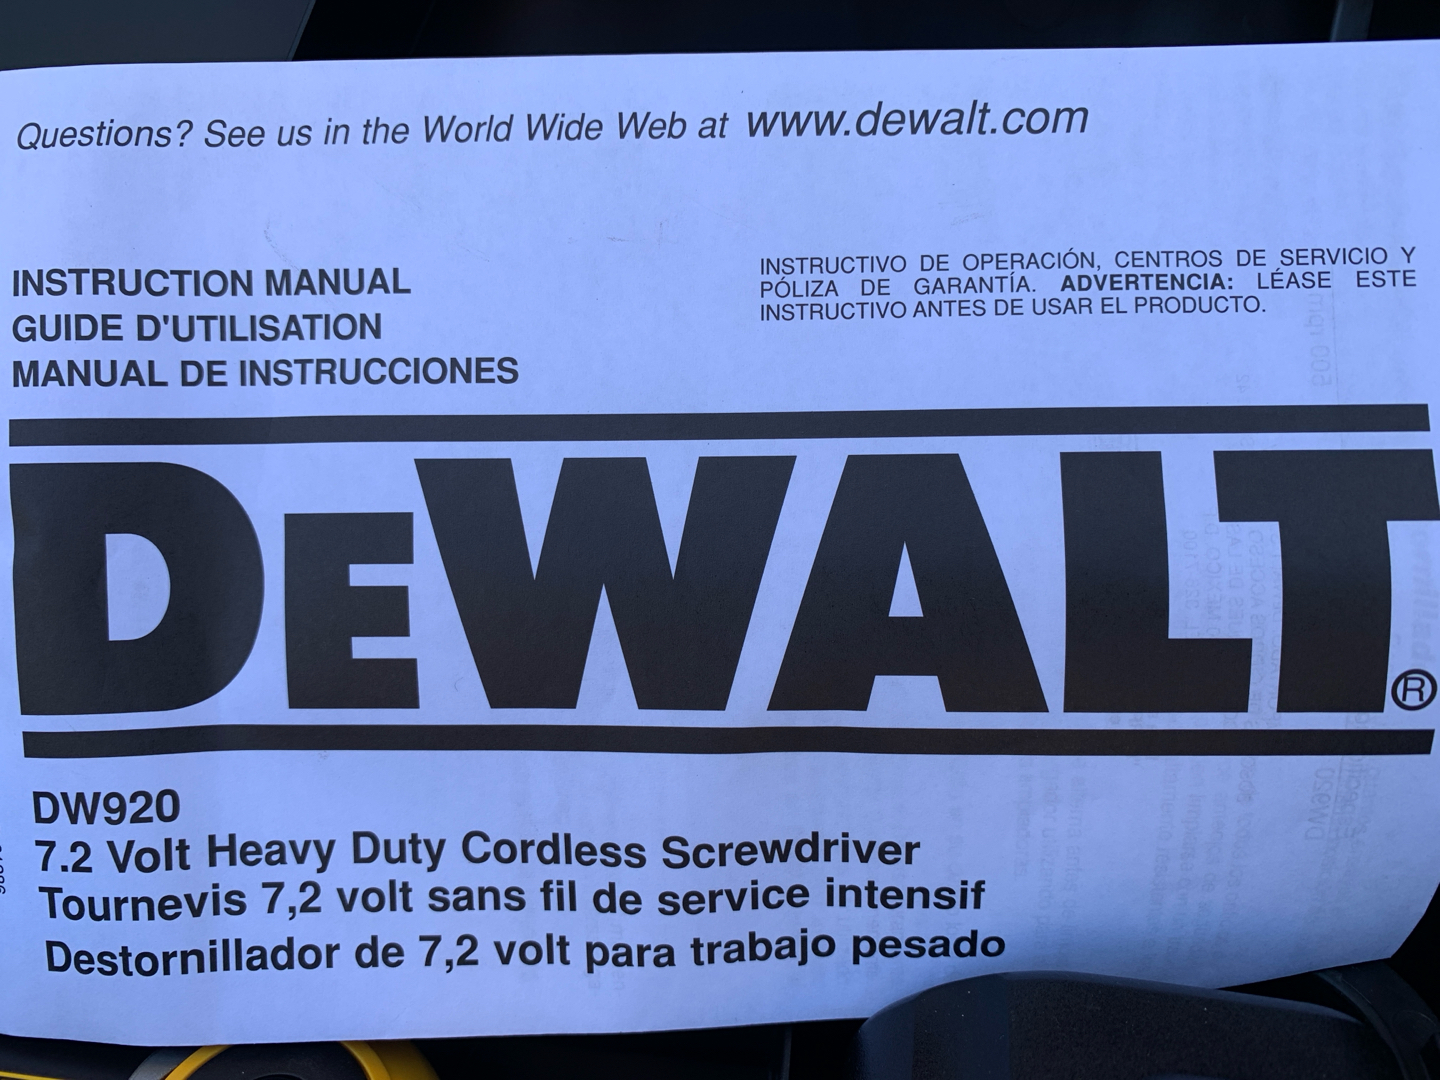 Questions? See us in the World Wide Web at www.dewalt.com
INSTRUCTION MANUAL
GUIDE D'UTILISATION
MANUAL DE INSTRUCCIONES
INSTRUCTIVO DE OPERACIÓN, CENTROS DE SERVICIO Y
PÓLIZA DE GARANTÍA. ADVERTENCIA: LÉASE ESTE
INSTRUCTIVO ANTES DE USAR EL PRODUCTO.
DEWALT®
DW920
7.2 Volt Heavy Duty Cordless Screwdriver
Tournevis 7,2 volt sans fil de service intensif
Destornillador de 7,2 volt para trabajo pesado